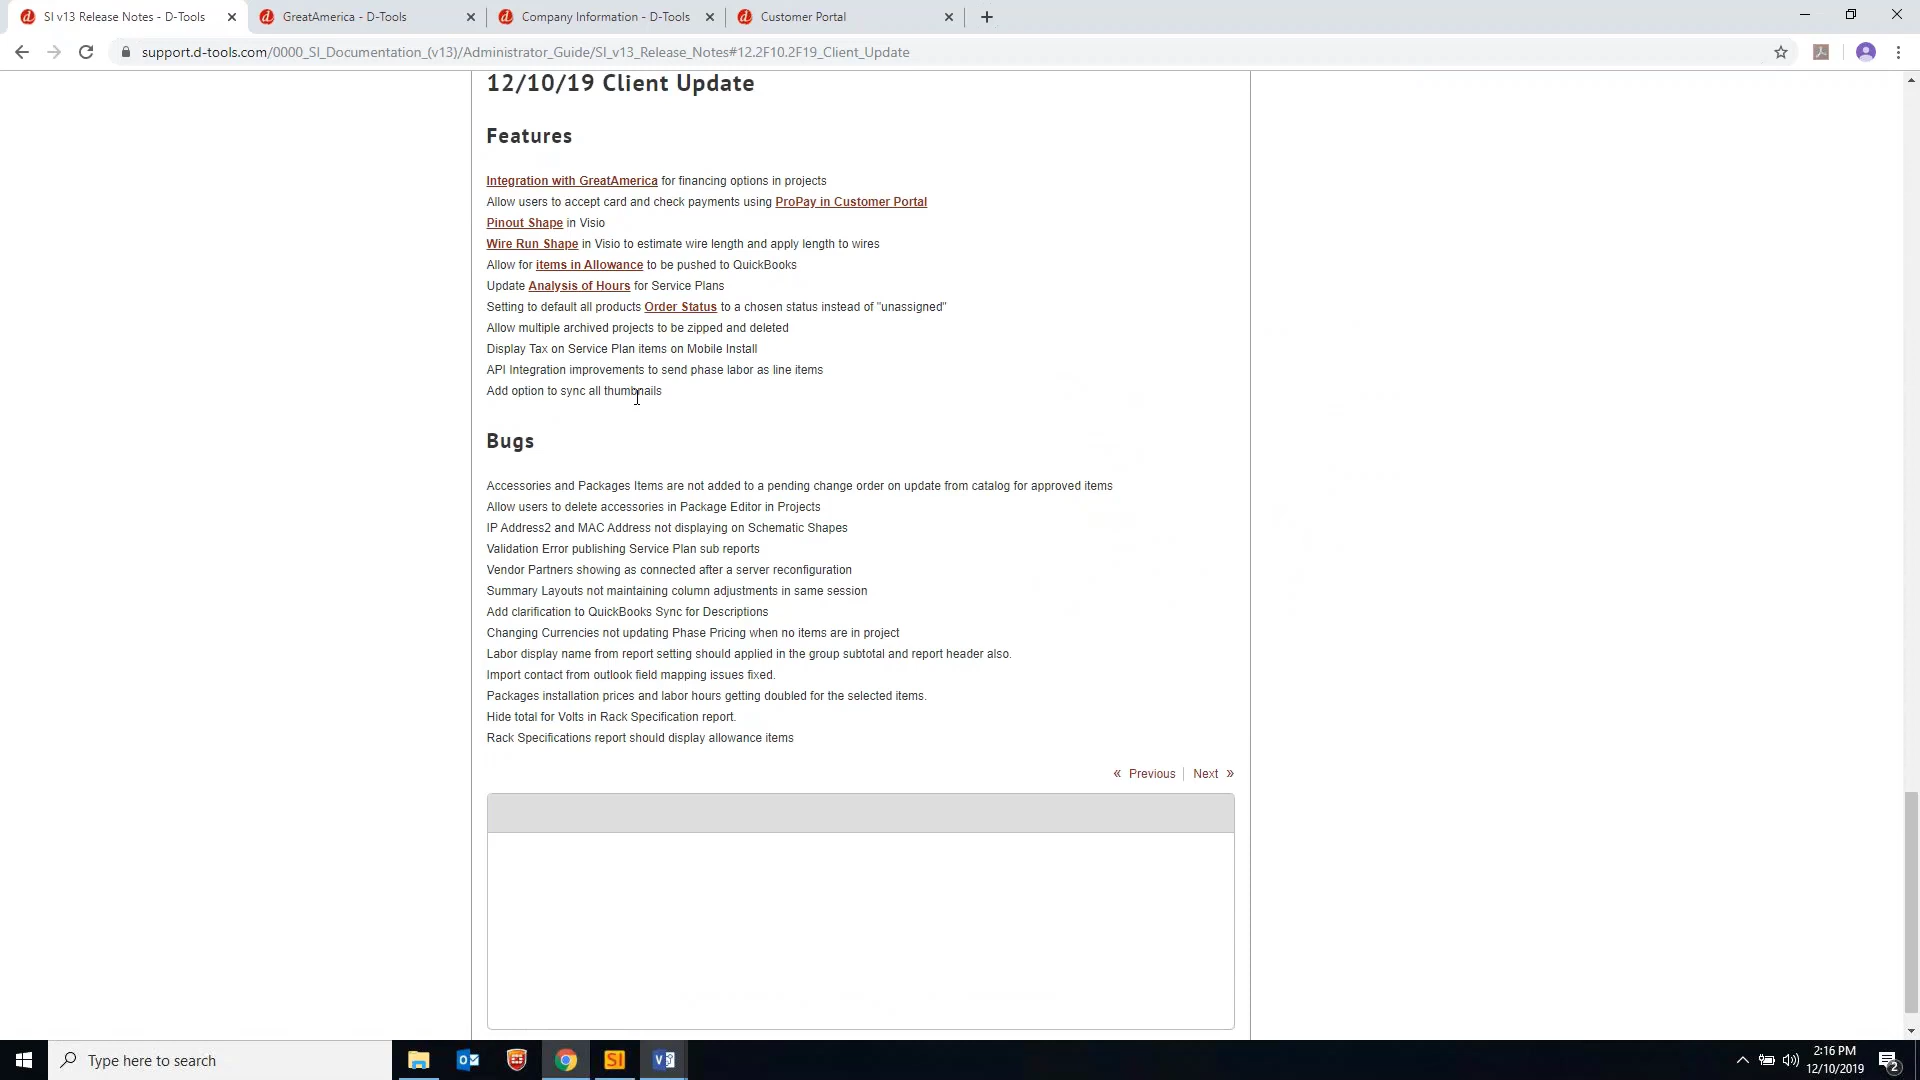 SI v13 Release Notes - D-Tools
GreatAmerica - D-Tools
Company Information - D-Tools
Customer Portal
support.d-tools.com/0000_SI_Documentation_(v13)/Administrator_Guide/SI_v13_Release_Notes#12.2F10.2F19_Client_Update
12/10/19 Client Update
Features
Integration with GreatAmerica for financing options in projects
Allow users to accept card and check payments using ProPay in Customer Portal
Pinout Shape in Visio
Wire Run Shape in Visio to estimate wire length and apply length to wires
Allow for items in Allowance to be pushed to QuickBooks
Update Analysis of Hours for Service Plans
Setting to default all products Order Status to a chosen status instead of "unassigned"
Allow multiple archived projects to be zipped and deleted
Display Tax on Service Plan items on Mobile Install
API Integration improvements to send phase labor as line items
Add option to sync all thumbnails
Bugs
Accessories and Packages Items are not added to a pending change order on update from catalog for approved items
Allow users to delete accessories in Package Editor in Projects
IP Address2 and MAC Address not displaying on Schematic Shapes
Validation Error publishing Service Plan sub reports
Vendor Partners showing as connected after a server reconfiguration
Summary Layouts not maintaining column adjustments in same session
Add clarification to QuickBooks Sync for Descriptions
Changing Currencies not updating Phase Pricing when no items are in project
Labor display name from report setting should applied in the group subtotal and report header also.
Import contact from outlook field mapping issues fixed.
Packages installation prices and labor hours getting doubled for the selected items.
Hide total for Volts in Rack Specification report.
Rack Specifications report should display allowance items
« Previous | Next »
Type here to search
SI
2:16 PM
12/10/2019
2